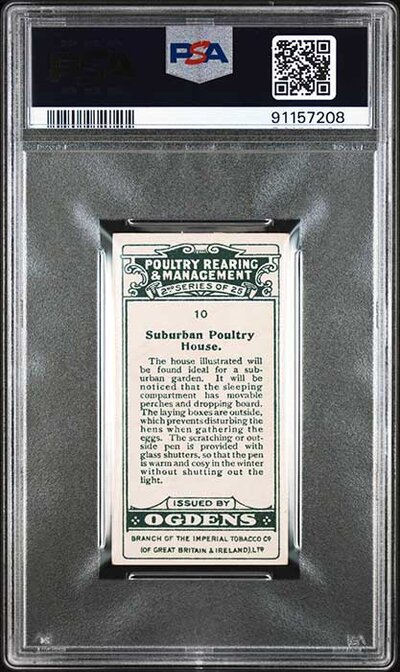 PSA
PSA
91157208
POULTRY REARING
& MANAGEMENT
2ND SERIES OF 25
10
Suburban Poultry
House.
The house illustrated will
be found ideal for a sub-
urban garden. It will be
noticed that the sleeping
compartment has movable
perches and dropping board.
The laying boxes are outside,
which prevents disturbing the
hens when gathering the
eggs. The scratching or out-
side pen is provided with
glass shutters, so that the pen
is warm and cosy in the winter
without shutting out the
light.
ISSUED BY
OGDENS
BRANCH OF THE IMPERIAL TOBACCO CO
(OF GREAT BRITAIN & IRELAND), LTD